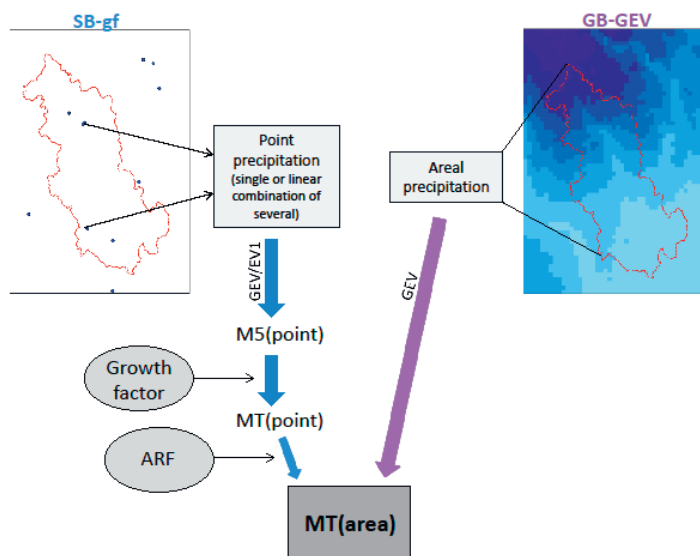 SB-gf
GB-GEV
Point
precipitation
(single or linear
combination of
several)
Areal
precipitation
GEV/EV1
GEV
M5(point)
Growth
factor
MT(point)
ARF
MT(area)